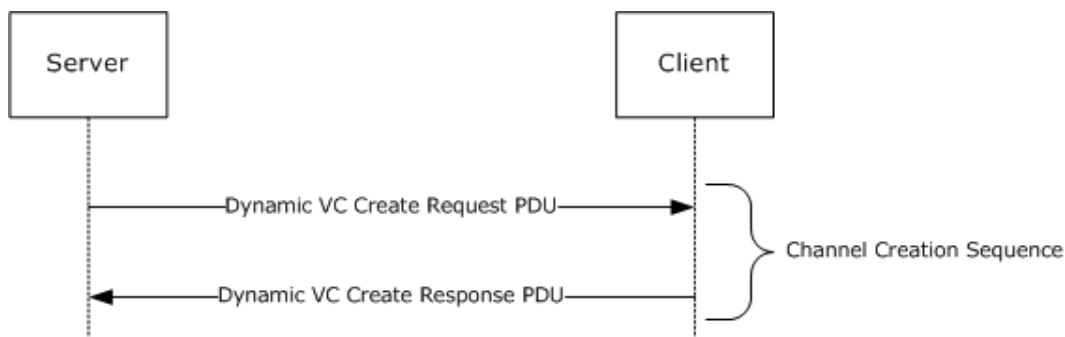 Server
Client
Dynamic VC Create Request PDU
Channel Creation Sequence
Dynamic VC Create Response PDU